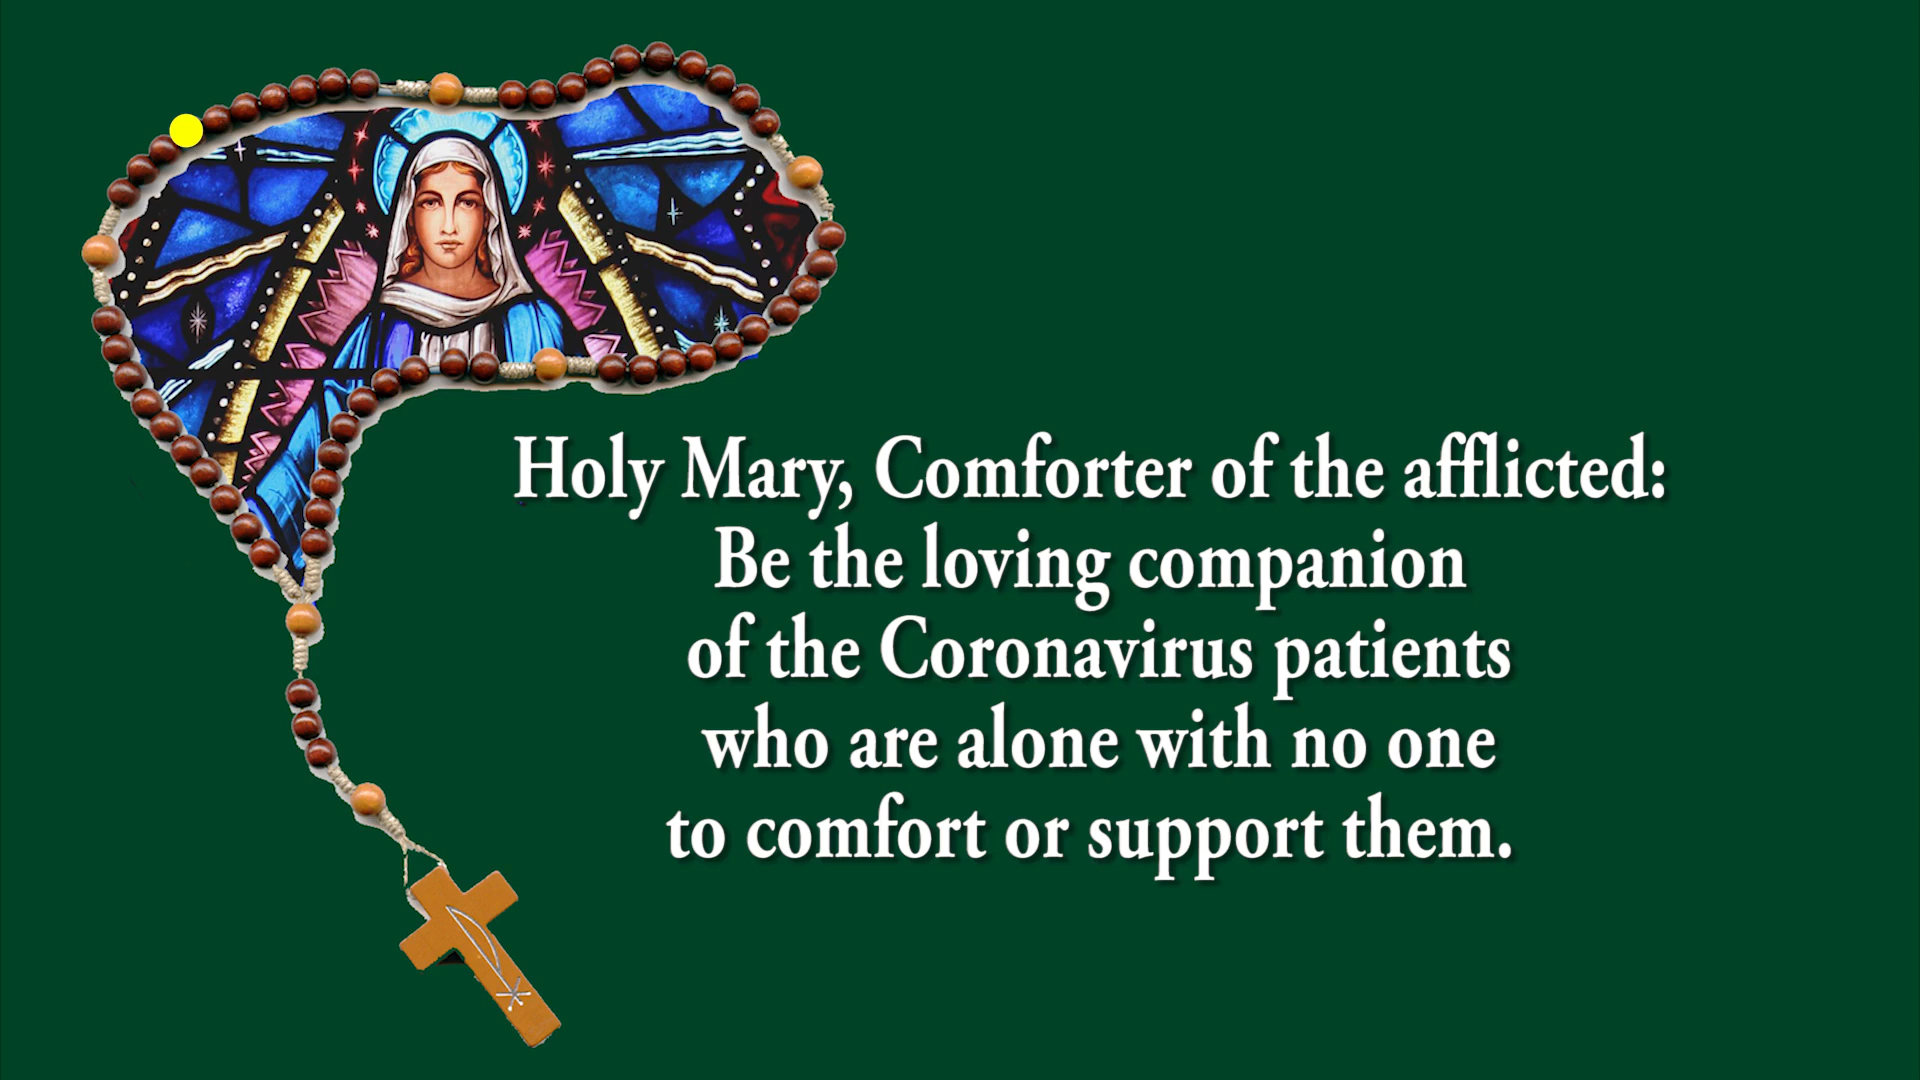 Holy Mary, Comforter of the afflicted:
Be the loving companion
of the Coronavirus patients
who are alone with no one
to comfort or support them.